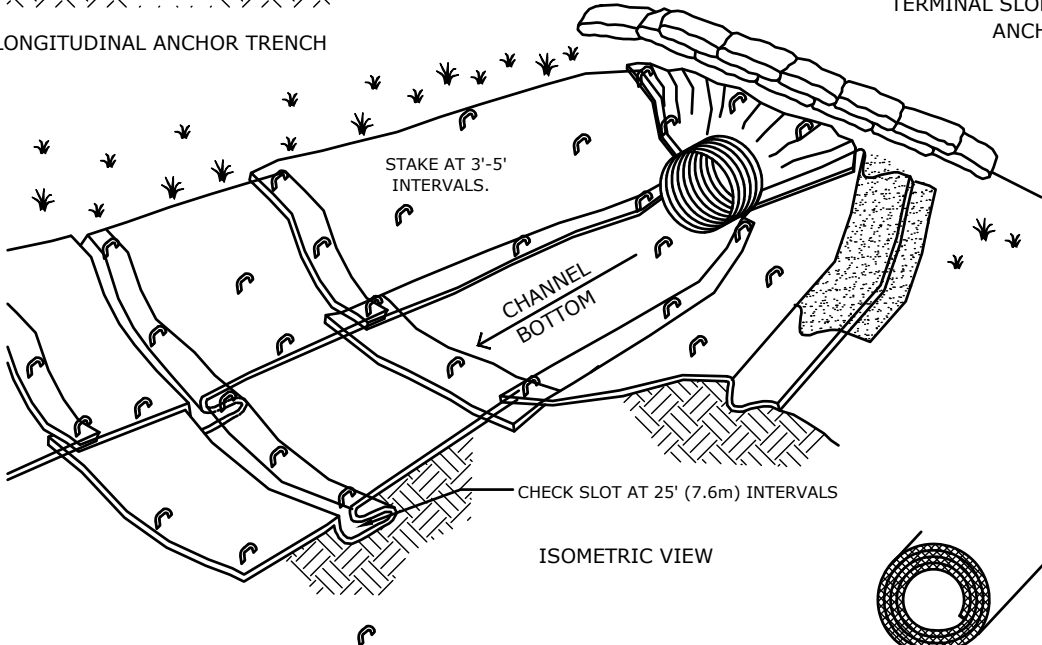 TERMINAL SLO
ANCH
LONGITUDINAL ANCHOR TRENCH
STAKE AT 3'-5'
INTERVALS.
CHANNEL
BOTTOM
CHECK SLOT AT 25' (7.6m) INTERVALS
ISOMETRIC VIEW